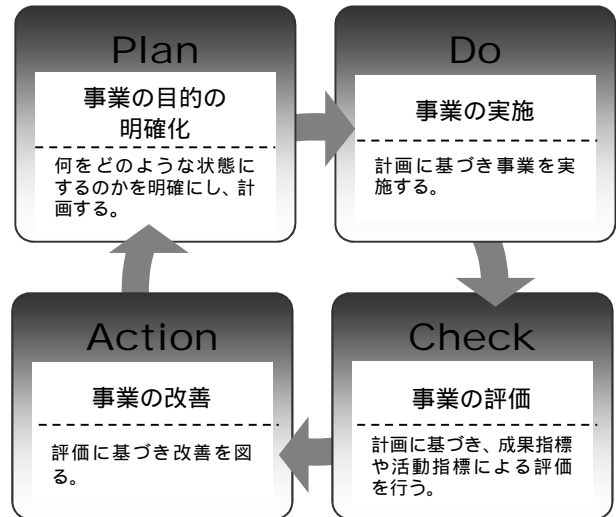 Plan
事業の目的の
明確化
何をどのような状態に
するのかを明確にし、計
画する。
Do
事業の実施
計画に基づき事業を実
施する。
Action
事業の改善
評価に基づき改善を図
る。
Check
事業の評価
計画に基づき、成果指標
や活動指標による評価
を行う。